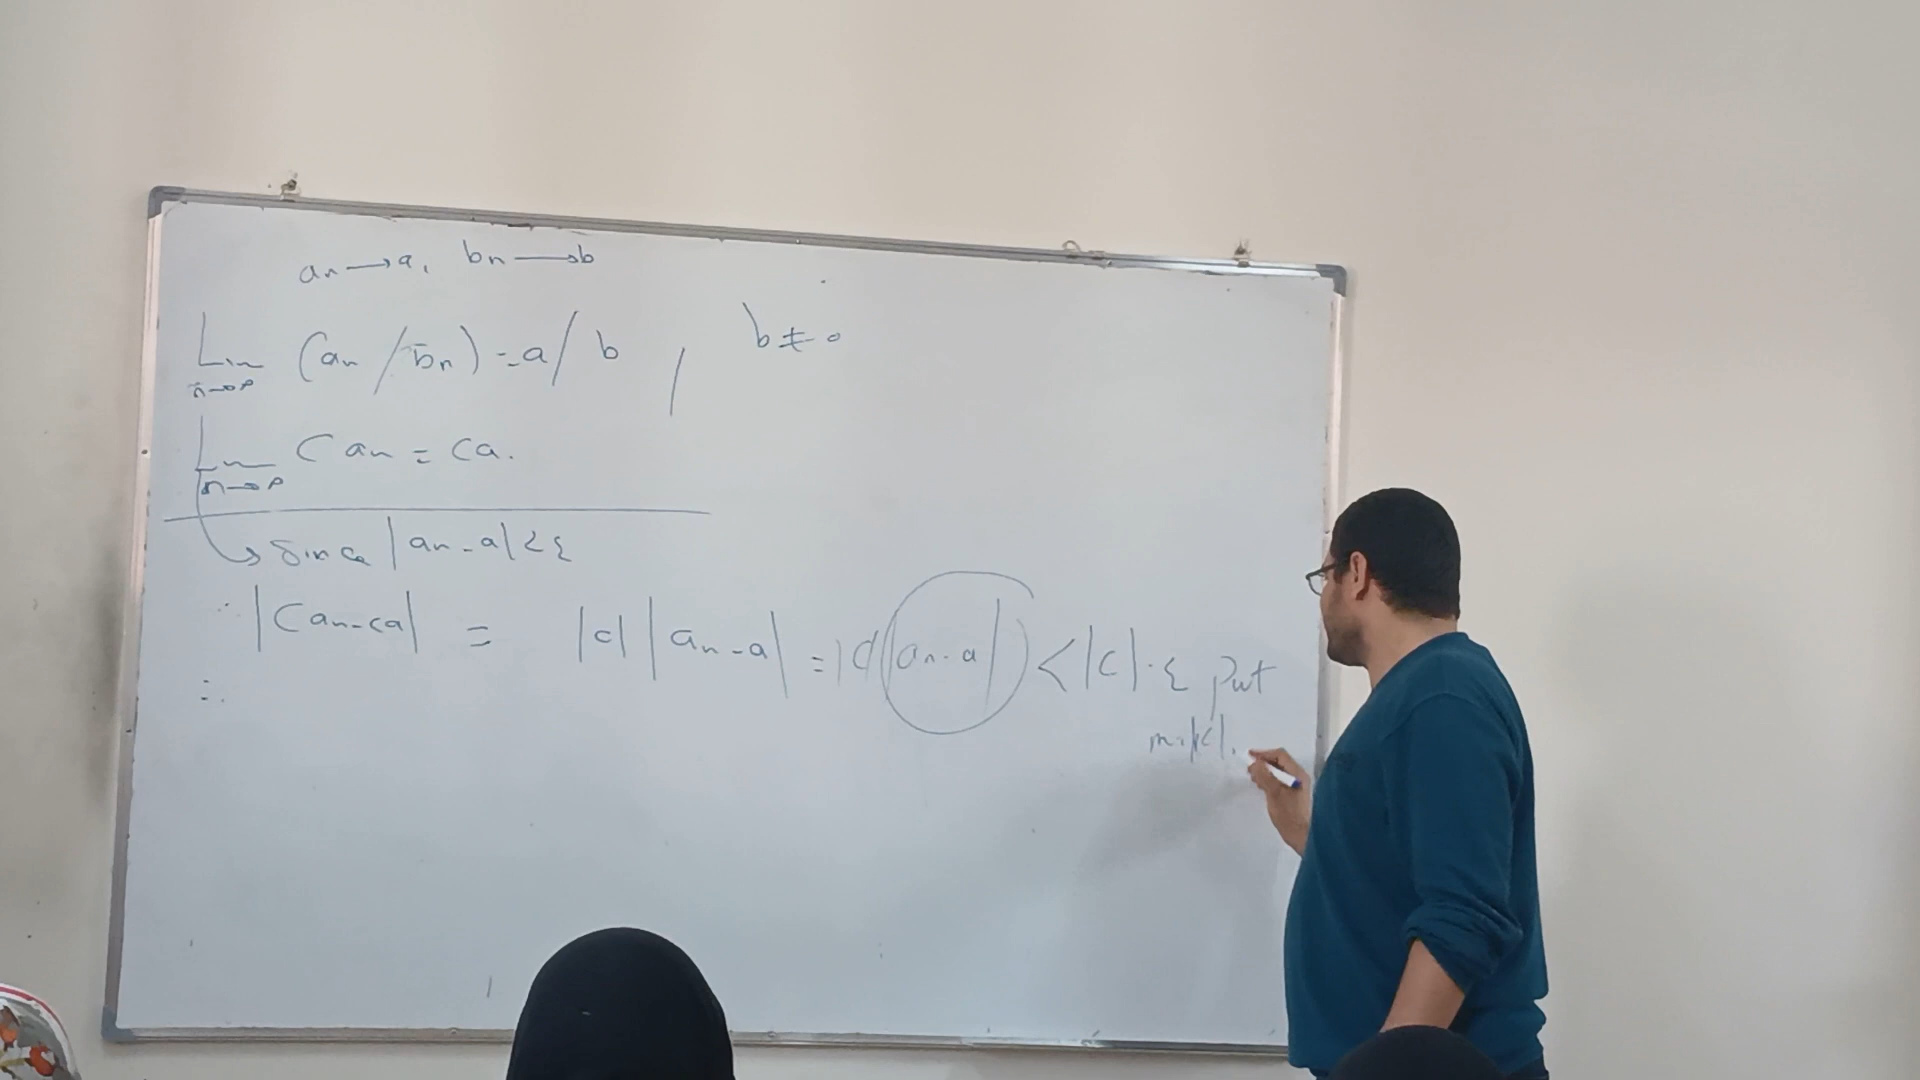 an → a, bn → b
Lim (an / bn) = a / b , b ≠ 0
n→∞
Lim C an = ca.
n→∞
Since |an - a| < ε
∴ |Can - ca| = |c| |an - a| = |c| |an - a| < |c| . ε put
∴